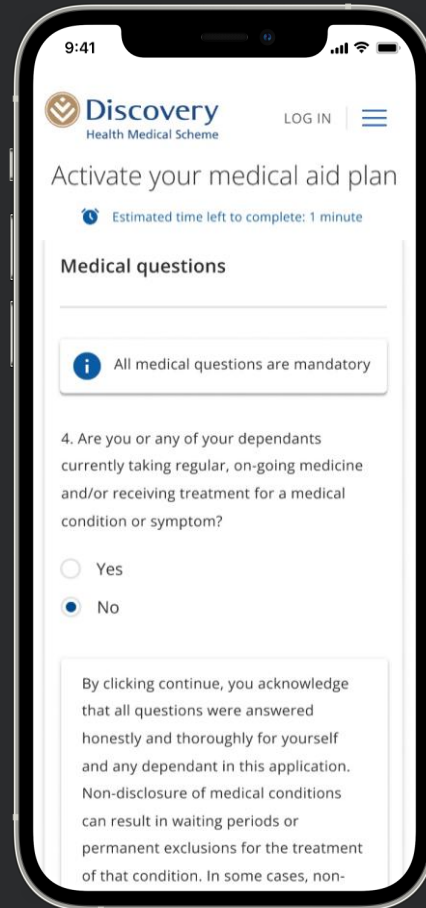 9:41
Discovery
Health Medical Scheme
LOG IN
Activate your medical aid plan
Estimated time left to complete: 1 minute
Medical questions
All medical questions are mandatory
4. Are you or any of your dependants
currently taking regular, on-going medicine
and/or receiving treatment for a medical
condition or symptom?
Yes
No
By clicking continue, you acknowledge
that all questions were answered
honestly and thoroughly for yourself
and any dependant in this application.
Non-disclosure of medical conditions
can result in waiting periods or
permanent exclusions for the treatment
of that condition. In some cases, non-